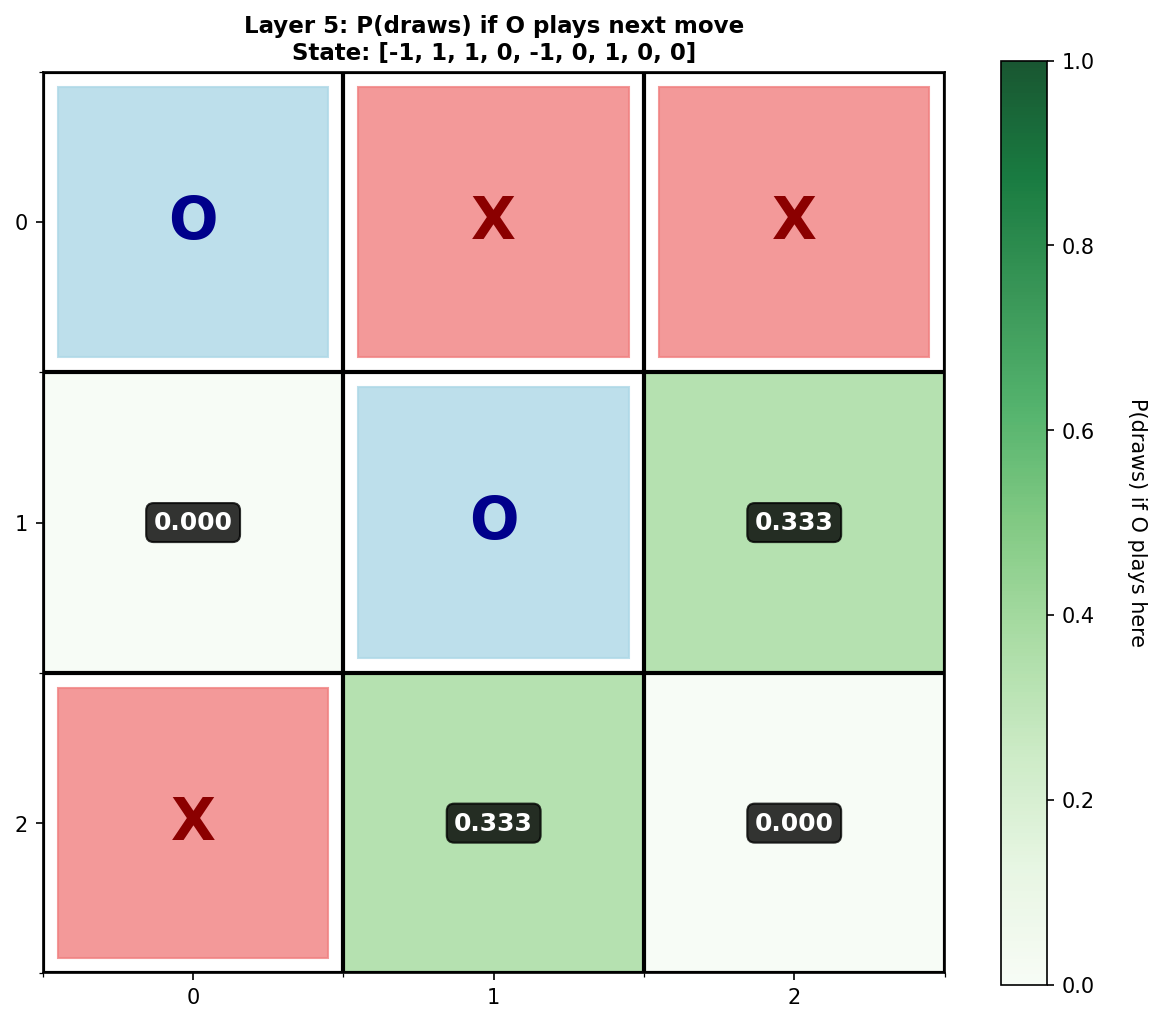 Layer 5: P(draws) if O plays next move
State: [-1, 1, 1, 0, -1, 0, 1, 0, 0]
O X X
0.000 O 0.333
X 0.333 0.000
0
1
2
0 1 2
1.0
0.8
0.6
0.4
0.2
0.0
P(draws) if O plays here